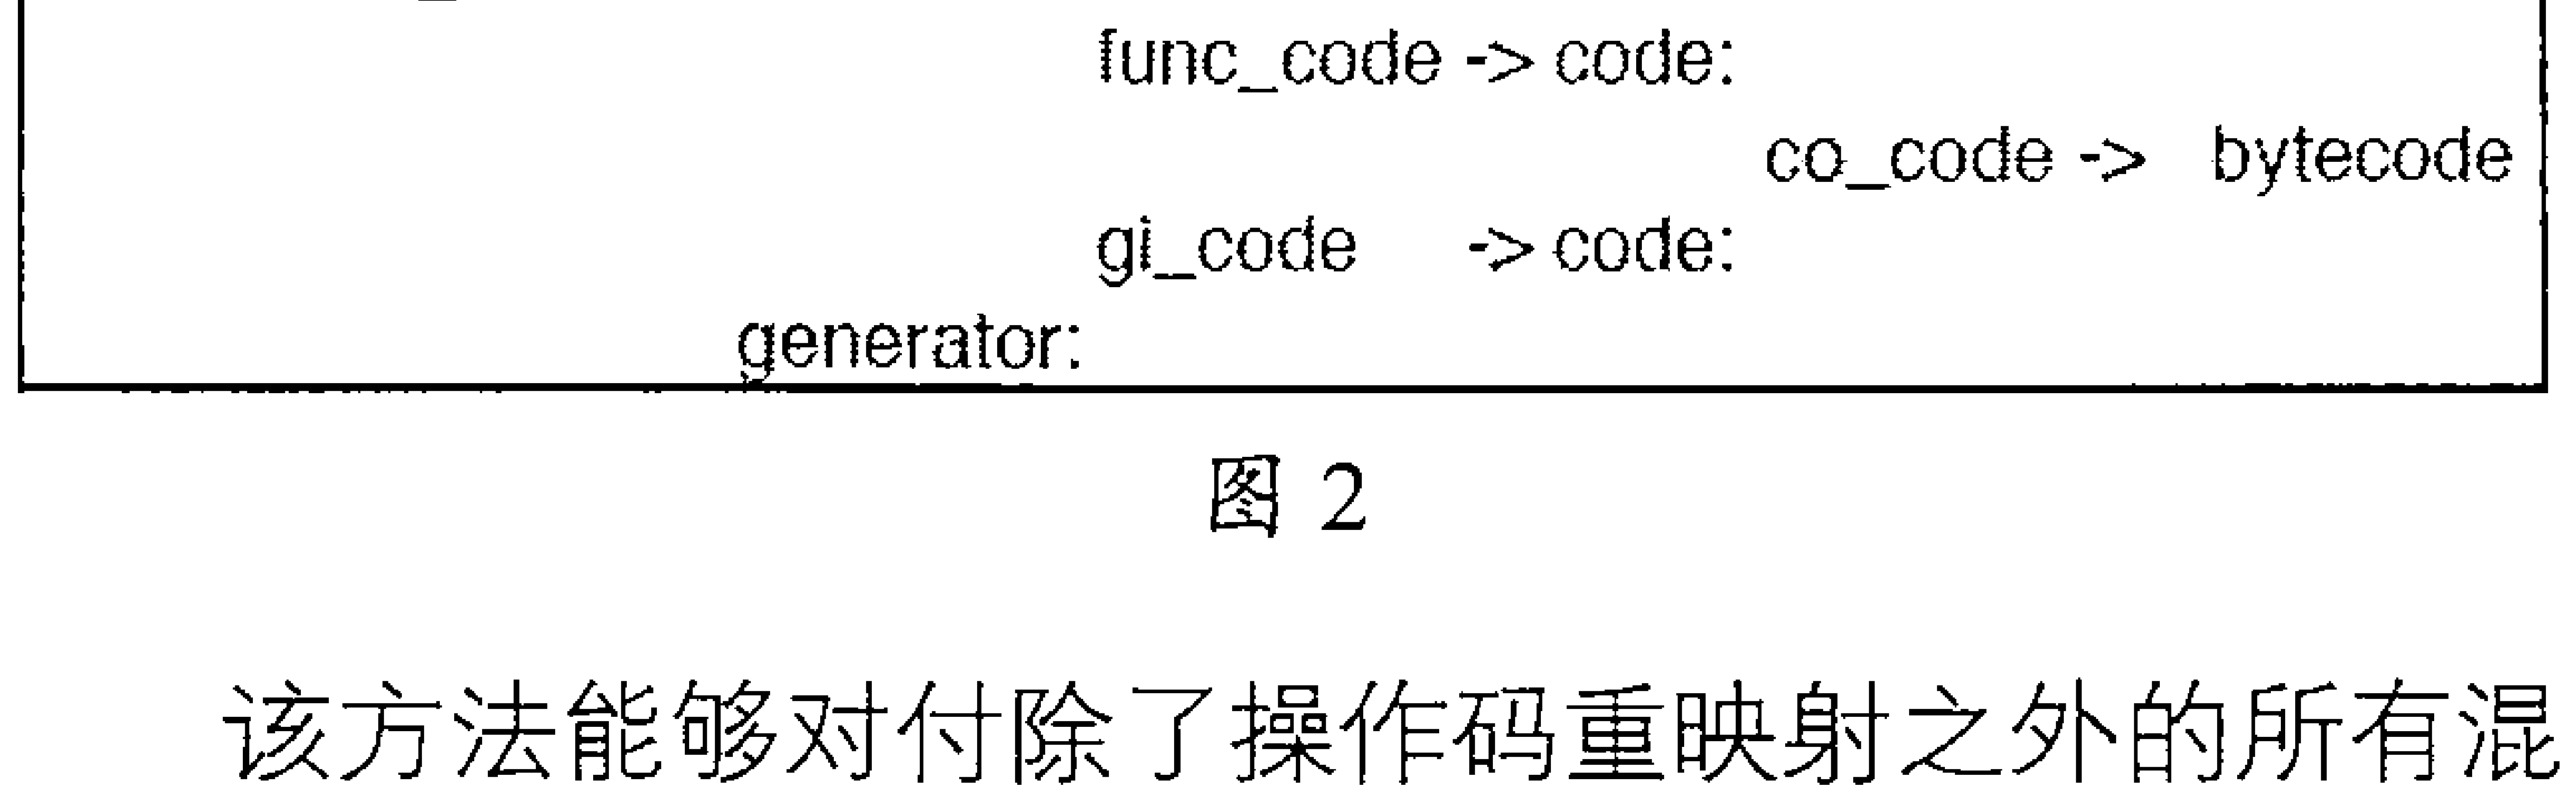 func_code -> code:
co_code -> bytecode
gi_code -> code:
generator:
图 2
该方法能够对付除了操作码重映射之外的所有混